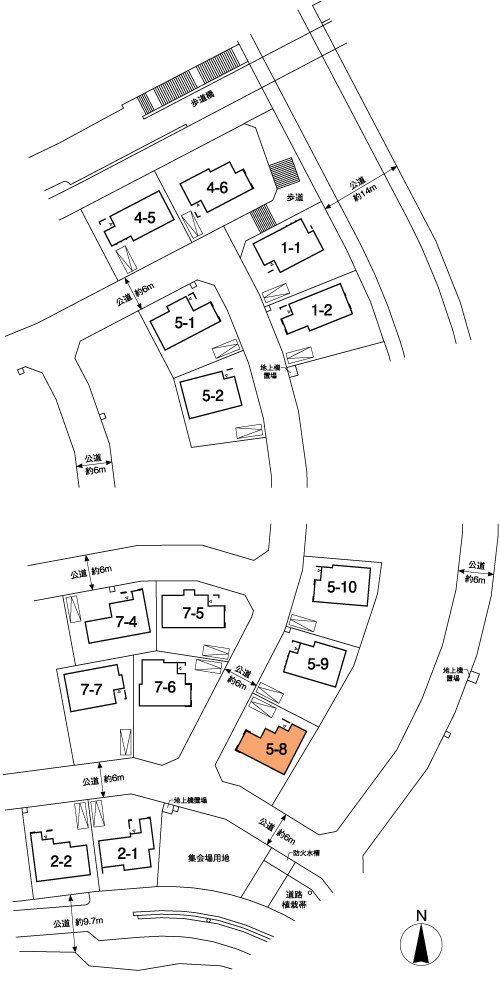 歩道橋
4-6
4-5
歩道
公道
約14m
1-1
公道 約6m
1-2
5-1
地上機
置場
5-2
公道
約6m
公道 約6m
公道
約6m
5-10
7-5
7-4
5-9
公道
約6m
地上機
置場
7-7
7-6
5-8
公道 約6m
地上機置場
公道 約6m
2-2
2-1
集会場用地
防火水槽
道路
植栽帯
公道 約9.7m
N